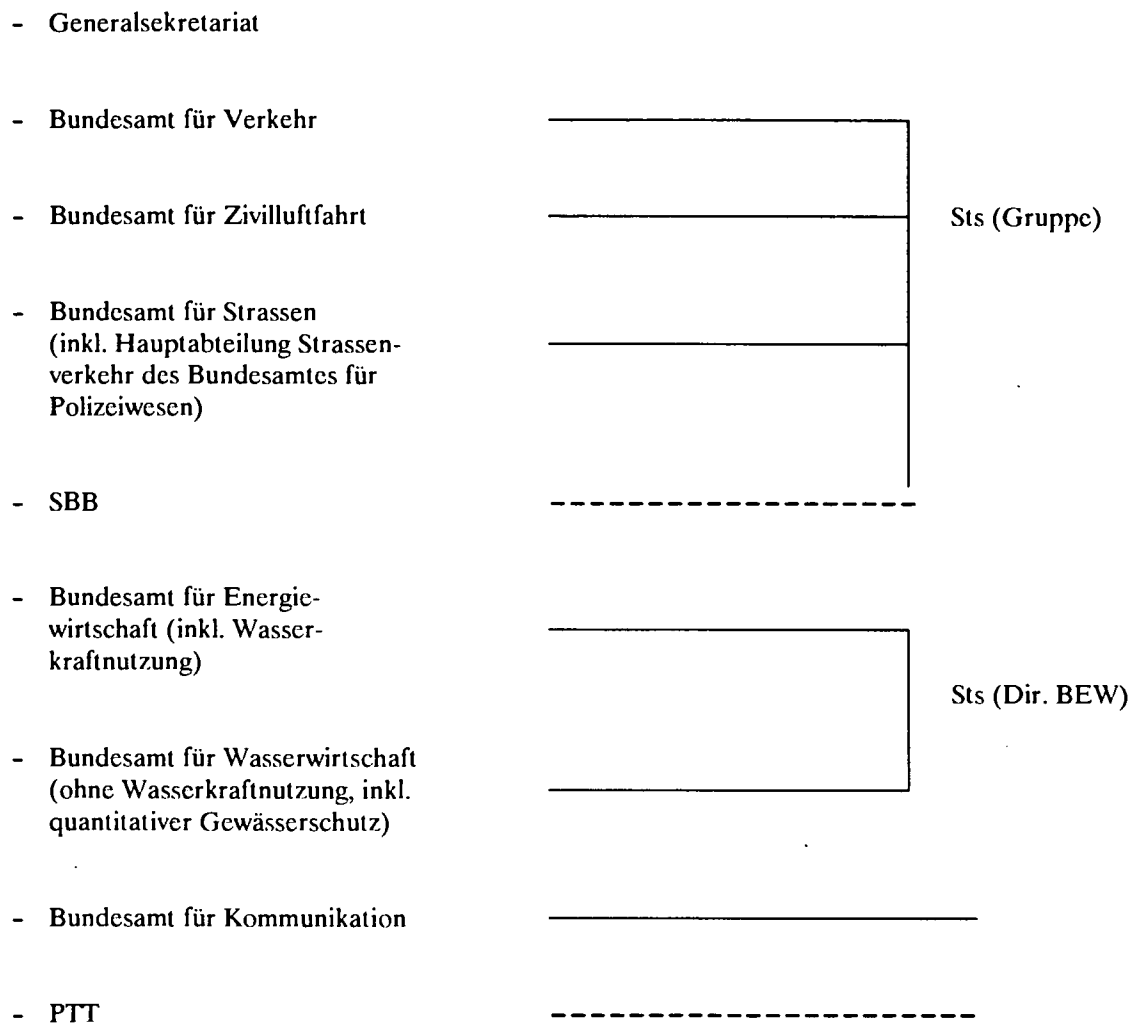 - Generalsekretariat
- Bundesamt für Verkehr
- Bundesamt für Zivilluftfahrt
Sts (Gruppe)
- Bundesamt für Strassen
(inkl. Hauptabteilung Strassen-
verkehr des Bundesamtes für
Polizeiwesen)
- SBB
- Bundesamt für Energie-
wirtschaft (inkl. Wasser-
kraftnutzung)
Sts (Dir. BEW)
- Bundesamt für Wasserwirtschaft
(ohne Wasserkraftnutzung, inkl.
quantitativer Gewässerschutz)
- Bundesamt für Kommunikation
- PTT